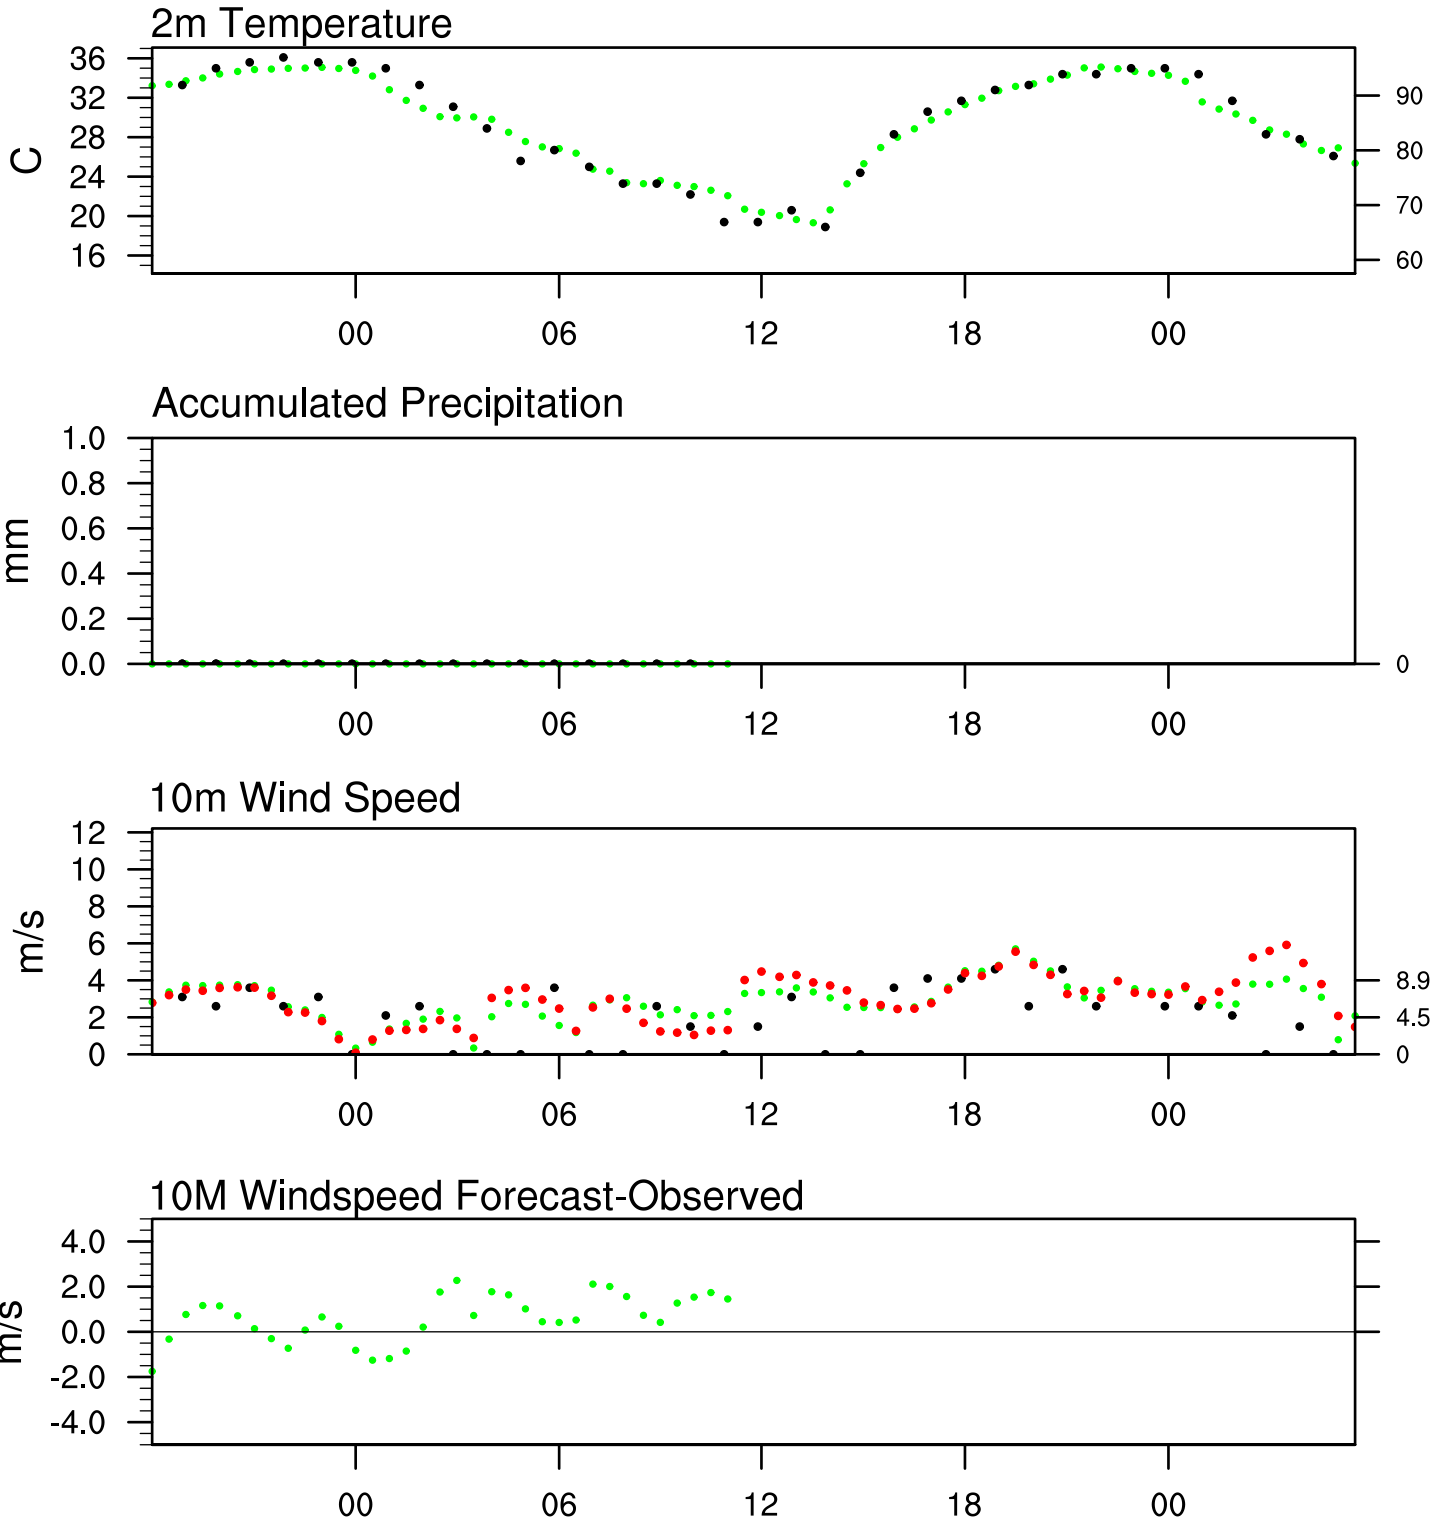 2m Temperature
36
32
28
24
20
16
C
90
80
70
60
00 06 12 18 00
Accumulated Precipitation
1.0
0.8
0.6
0.4
0.2
0.0
mm
0
00 06 12 18 00
10m Wind Speed
12
10
8
6
4
2
0
m/s
8.9
4.5
0
00 06 12 18 00
10M Windspeed Forecast-Observed
4.0
2.0
0.0
-2.0
-4.0
m/s
00 06 12 18 00